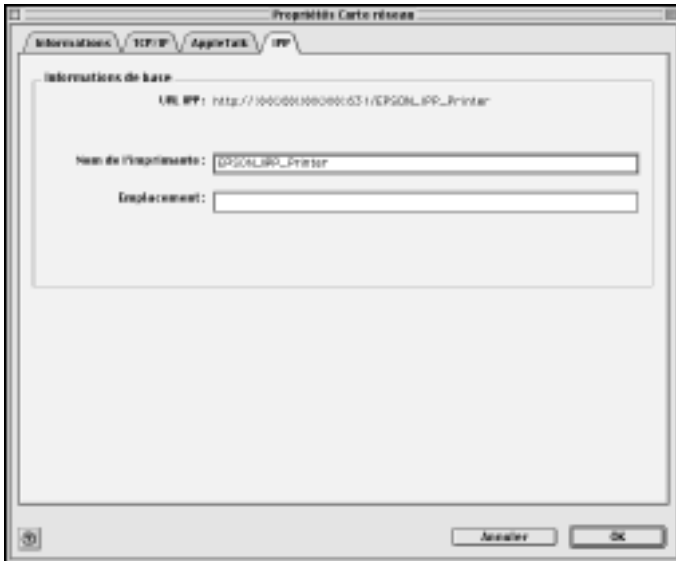 Propriétés Carte réseau
Informations TCP/IP AppleTalk IPP
Informations de base
URL IPP: /EPSON_IPP_Printer
Nom de l'imprimante: EPSON_IPP_Printer
Emplacement:
Annuler OK